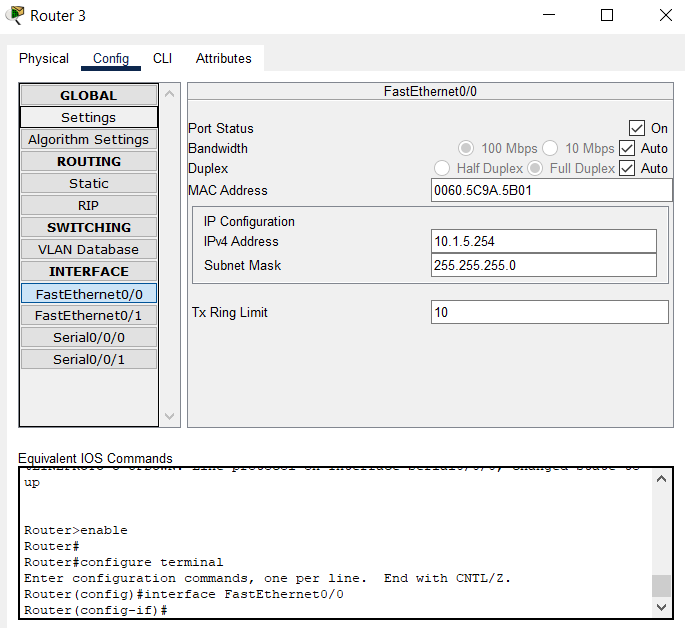 Router 3
Physical Config CLI Attributes
GLOBAL
Settings
Algorithm Settings
ROUTING
Static
RIP
SWITCHING
VLAN Database
INTERFACE
FastEthernet0/0
FastEthernet0/1
Serial0/0/0
Serial0/0/1
FastEthernet0/0
Port Status On
Bandwidth 100 Mbps 10 Mbps Auto
Duplex Half Duplex Full Duplex Auto
MAC Address 0060.5C9A.5B01
IP Configuration
IPv4 Address 10.1.5.254
Subnet Mask 255.255.255.0
Tx Ring Limit 10
Equivalent IOS Commands
up
Router>enable
Router#
Router#configure terminal
Enter configuration commands, one per line. End with CNTL/Z.
Router(config)#interface FastEthernet0/0
Router(config-if)#